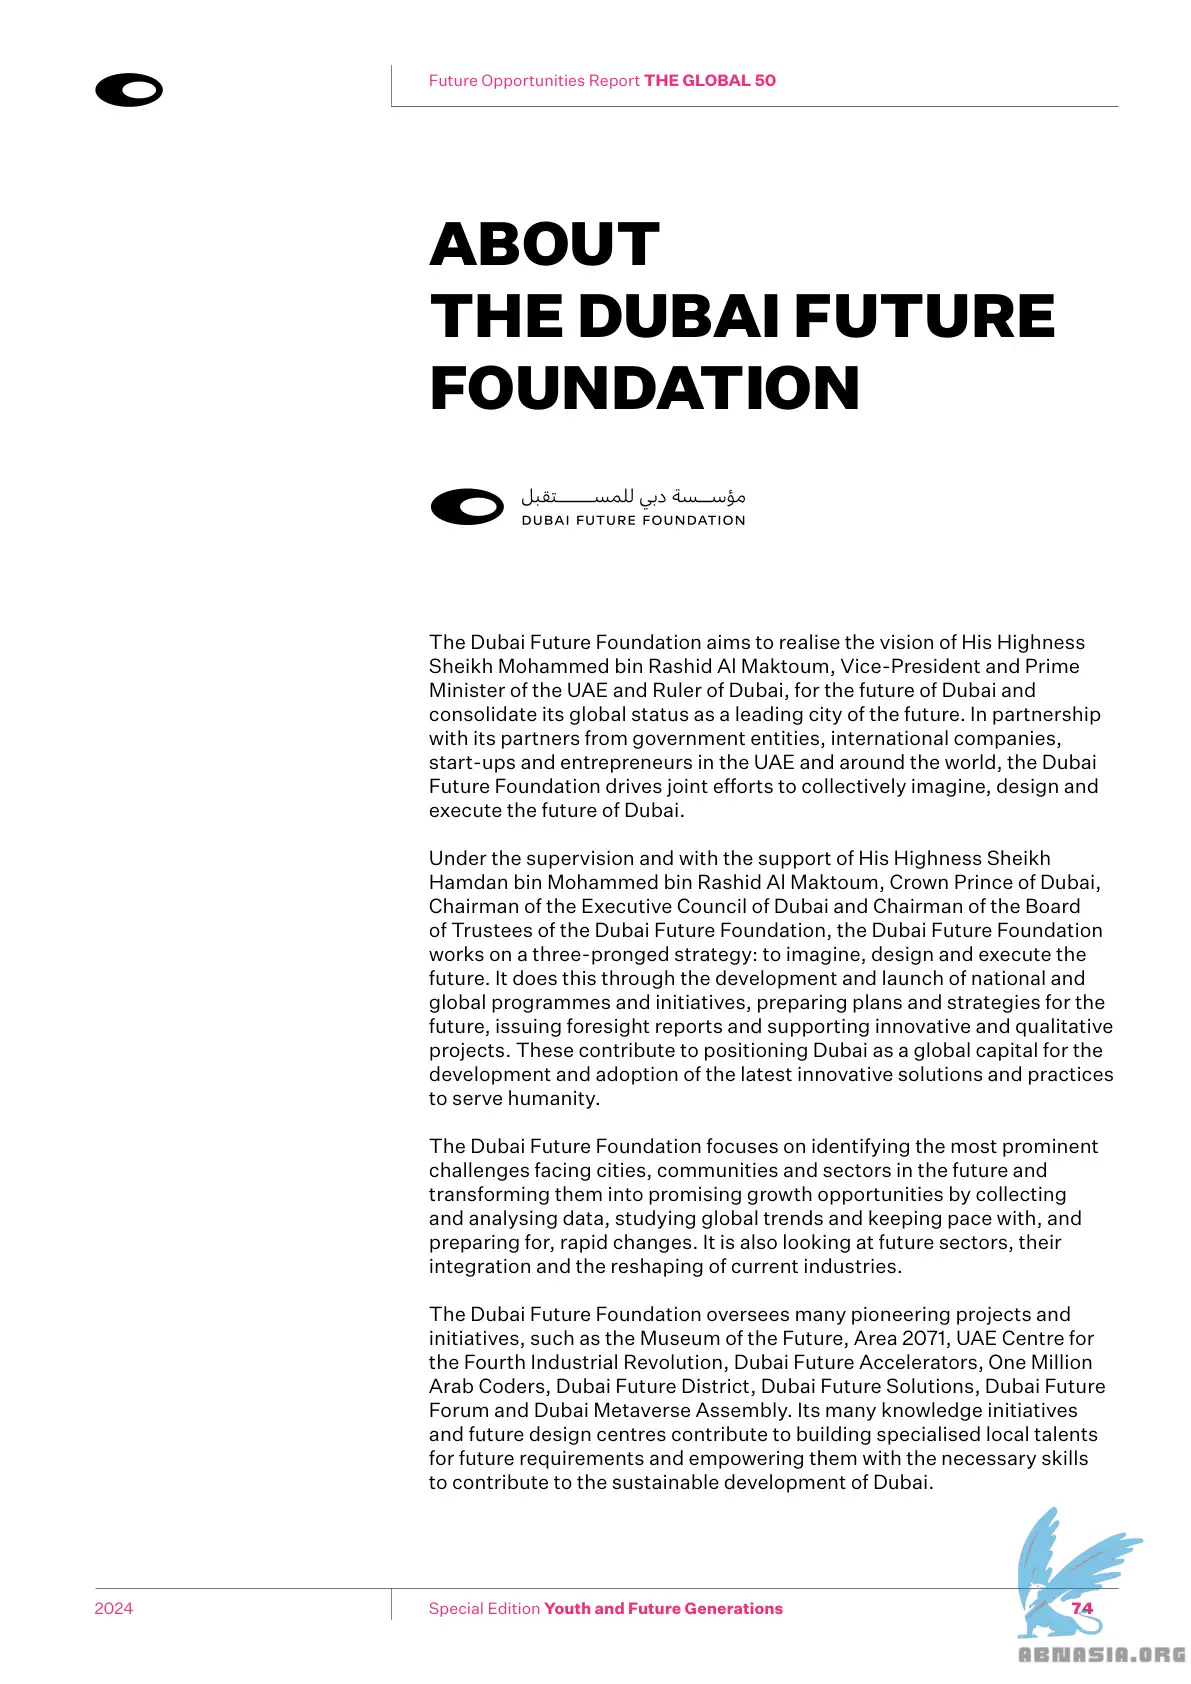 Future Opportunities Report THE GLOBAL 50
ABOUT
THE DUBAI FUTURE
FOUNDATION
مؤسسة دبي للمستقبل
DUBAI FUTURE FOUNDATION
The Dubai Future Foundation aims to realise the vision of His Highness
Sheikh Mohammed bin Rashid Al Maktoum, Vice-President and Prime
Minister of the UAE and Ruler of Dubai, for the future of Dubai and
consolidate its global status as a leading city of the future. In partnership
with its partners from government entities, international companies,
start-ups and entrepreneurs in the UAE and around the world, the Dubai
Future Foundation drives joint efforts to collectively imagine, design and
execute the future of Dubai.
Under the supervision and with the support of His Highness Sheikh
Hamdan bin Mohammed bin Rashid Al Maktoum, Crown Prince of Dubai,
Chairman of the Executive Council of Dubai and Chairman of the Board
of Trustees of the Dubai Future Foundation, the Dubai Future Foundation
works on a three-pronged strategy: to imagine, design and execute the
future. It does this through the development and launch of national and
global programmes and initiatives, preparing plans and strategies for the
future, issuing foresight reports and supporting innovative and qualitative
projects. These contribute to positioning Dubai as a global capital for the
development and adoption of the latest innovative solutions and practices
to serve humanity.
The Dubai Future Foundation focuses on identifying the most prominent
challenges facing cities, communities and sectors in the future and
transforming them into promising growth opportunities by collecting
and analysing data, studying global trends and keeping pace with, and
preparing for, rapid changes. It is also looking at future sectors, their
integration and the reshaping of current industries.
The Dubai Future Foundation oversees many pioneering projects and
initiatives, such as the Museum of the Future, Area 2071, UAE Centre for
the Fourth Industrial Revolution, Dubai Future Accelerators, One Million
Arab Coders, Dubai Future District, Dubai Future Solutions, Dubai Future
Forum and Dubai Metaverse Assembly. Its many knowledge initiatives
and future design centres contribute to building specialised local talents
for future requirements and empowering them with the necessary skills
to contribute to the sustainable development of Dubai.
2024
Special Edition Youth and Future Generations
74
ABNASIA.ORG